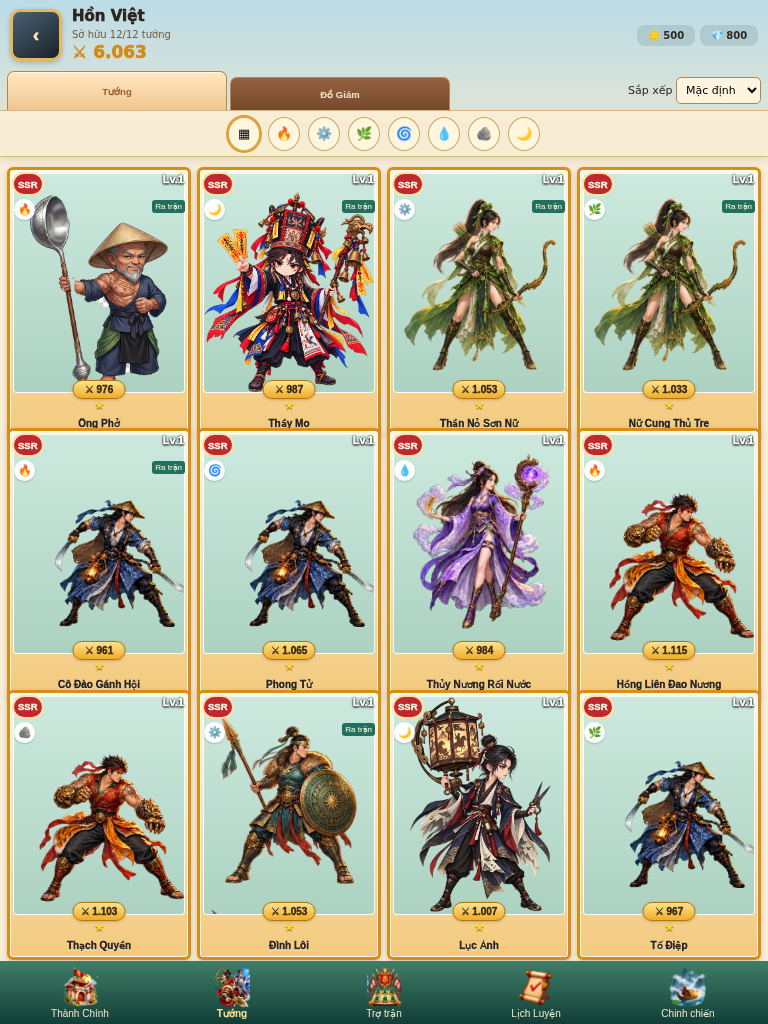 Hồn Việt
Sở hữu 12/12 tướng
6.063
500
800
Tướng
Đồ Giám
Sắp xếp
Mặc định
SSR
Lv.1
Ra trận
976
Ông Phở
SSR
Lv.1
Ra trận
987
Thầy Mo
SSR
Lv.1
Ra trận
1.053
Thần Nỏ Sơn Nữ
SSR
Lv.1
Ra trận
1.033
Nữ Cung Thủ Tre
SSR
Lv.1
Ra trận
961
Cô Đào Gánh Hội
SSR
Lv.1
1.065
Phong Tử
SSR
Lv.1
984
Thủy Nương Rối Nước
SSR
Lv.1
1.115
Hồng Liên Đao Nương
SSR
Lv.1
1.103
Thạch Quyền
SSR
Lv.1
Ra trận
1.053
Đinh Lôi
SSR
Lv.1
1.007
Lục Ảnh
SSR
Lv.1
967
Tố Điệp
Thành Chính
Tướng
Trợ trận
Lịch Luyện
Chinh chiến